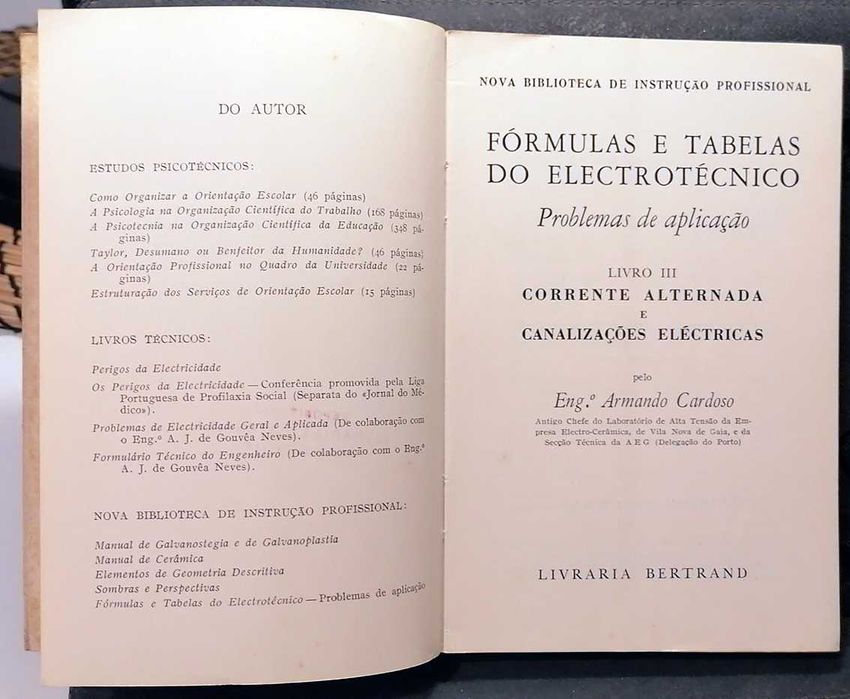 DO AUTOR
ESTUDOS PSICOTÉCNICOS:
Como Organizar a Orientação Escolar (46 páginas)
A Psicologia na Organização Científica do Trabalho (168 páginas)
A Psicotecnia na Organização Científica da Educação (348 pá-
ginas)
Taylor, Desumano ou Benfeitor da Humanidade? (46 páginas)
A Orientação Profissional no Quadro da Universidade (22 pá-
ginas)
Estruturação dos Serviços de Orientação Escolar (15 páginas)
LIVROS TÉCNICOS:
Perigos da Electricidade
Os Perigos da Electricidade — Conferência promovida pela Liga
Portuguesa de Profilaxia Social (Separata do «Jornal do Mé-
dico»).
Problemas de Electricidade Geral e Aplicada (De colaboração com
o Eng.º A. J. de Gouvêa Neves).
Formulário Técnico do Engenheiro (De colaboração com o Eng.º
A. J. de Gouvêa Neves).
NOVA BIBLIOTECA DE INSTRUÇÃO PROFISSIONAL:
Manual de Galvanostegia e de Galvanoplastia
Manual de Cerâmica
Elementos de Geometria Descritiva
Sombras e Perspectivas
Fórmulas e Tabelas do Electrotécnico — Problemas de aplicação
NOVA BIBLIOTECA DE INSTRUÇÃO PROFISSIONAL
FÓRMULAS E TABELAS
DO ELECTROTÉCNICO
Problemas de aplicação
LIVRO III
CORRENTE ALTERNADA
E
CANALIZAÇÕES ELÉCTRICAS
pelo
Eng.º Armando Cardoso
Antigo Chefe do Laboratório de Alta Tensão da Em-
presa Electro-Cerâmica, de Vila Nova de Gaia, e da
Secção Técnica da A E G (Delegação do Porto)
LIVRARIA BERTRAND